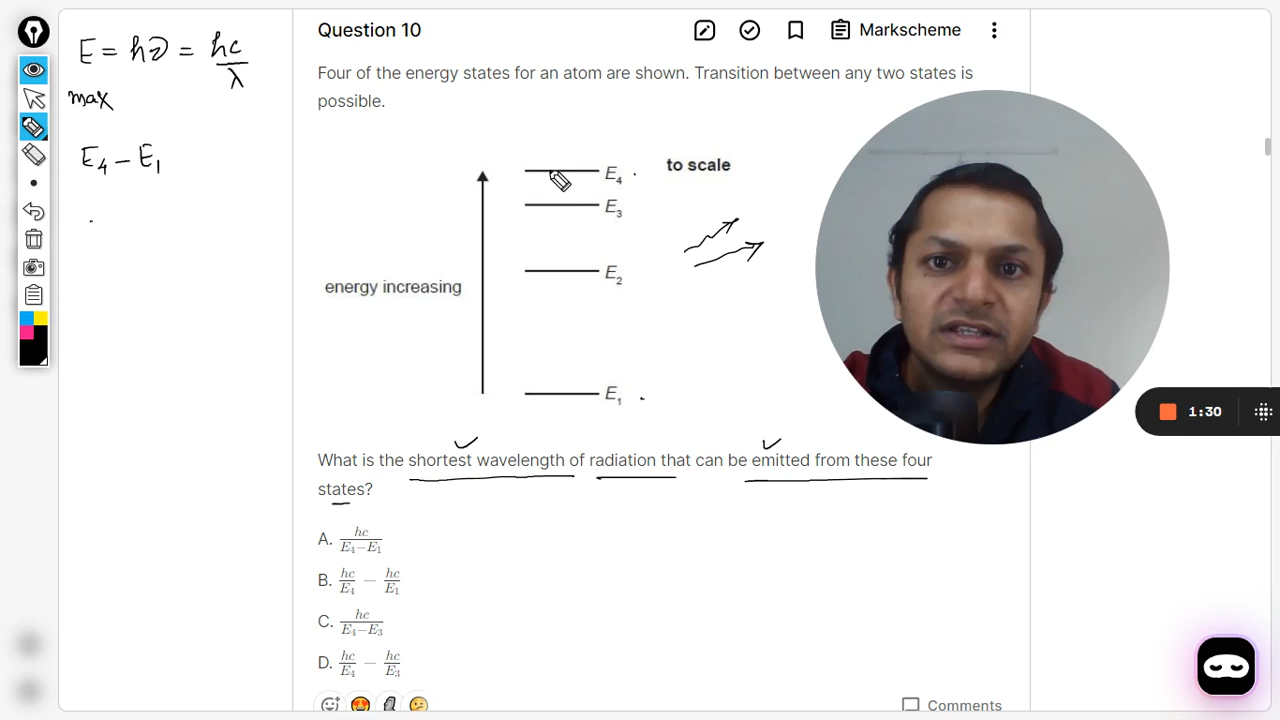 E = hν = hc/λ
max
E₄ – E₁
Question 10
Markscheme
Four of the energy states for an atom are shown. Transition between any two states is
possible.
to scale
E₄
E₃
E₂
E₁
energy increasing
1:30
What is the shortest wavelength of radiation that can be emitted from these four
states?
A. hc/(E₄−E₁)
B. hc/E₄ − hc/E₁
C. hc/(E₄−E₃)
D. hc/E₄ − hc/E₃
Comments